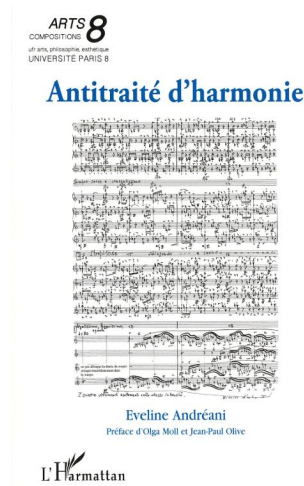 ARTS
COMPOSITIONS 8
ufr arts, philosophie, esthétique
UNIVERSITÉ PARIS 8
Antitraité d'harmonie
Eveline Andréani
Préface d'Olga Moll et Jean-Paul Olive
L'Harmattan